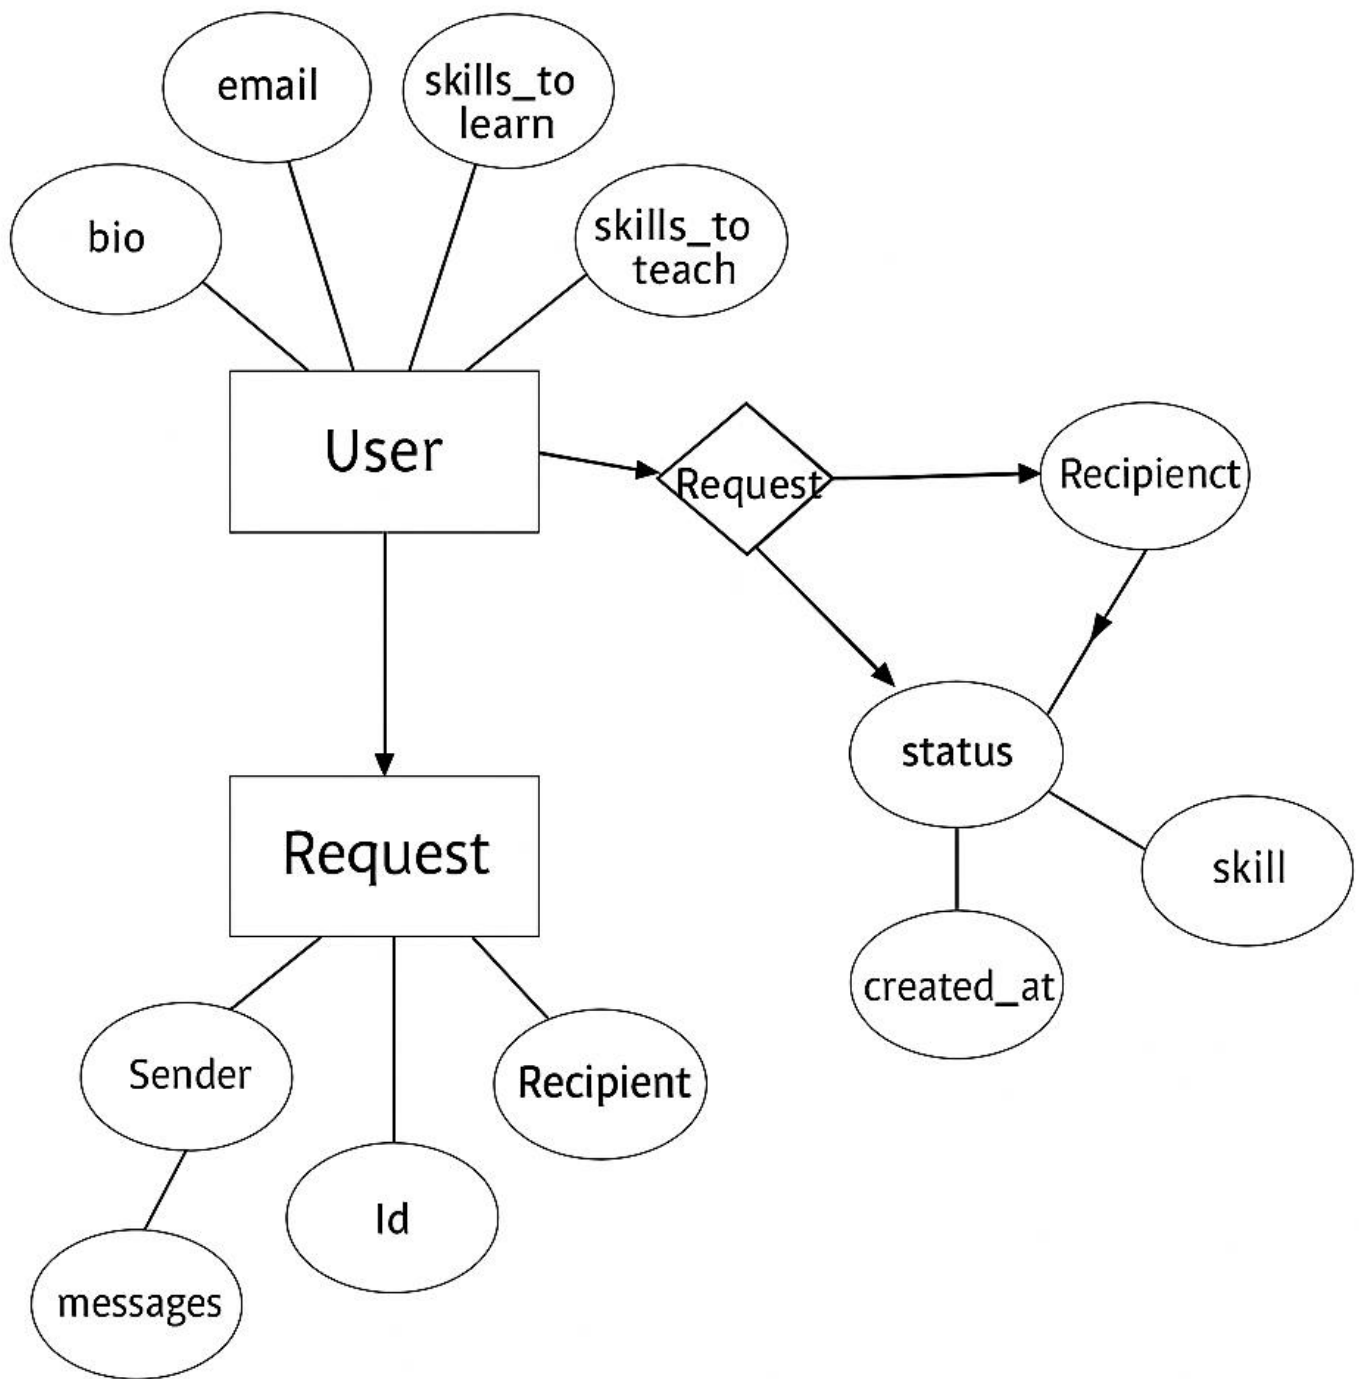 email
skills_to
learn
bio
skills_to
teach
User
Request
Recipienct
status
Request
skill
created_at
Sender
Recipient
Id
messages